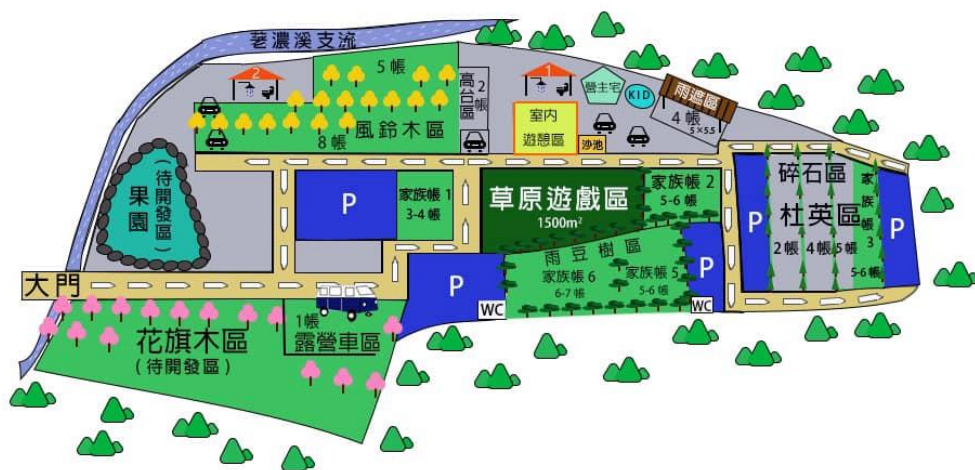 荖濃溪支流
2
5 帳
風鈴木區
8 帳
高台區
2
帳
1
室內
遊憩區
沙池
營主宅
KID
雨遮區
4 帳
5×5.5
果園
(待開發區)
P
家族帳 1
3-4 帳
草原遊戲區
1500m²
家族帳 2
5-6 帳
雨豆樹區
家族帳 6
6-7 帳
家族帳 5
5-6 帳
P
WC
P
WC
P
碎石區
杜英區
2 帳
4 帳
5 帳
家族帳 3
5-6 帳
P
大門
花旗木區
(待開發區)
1帳
露營車區